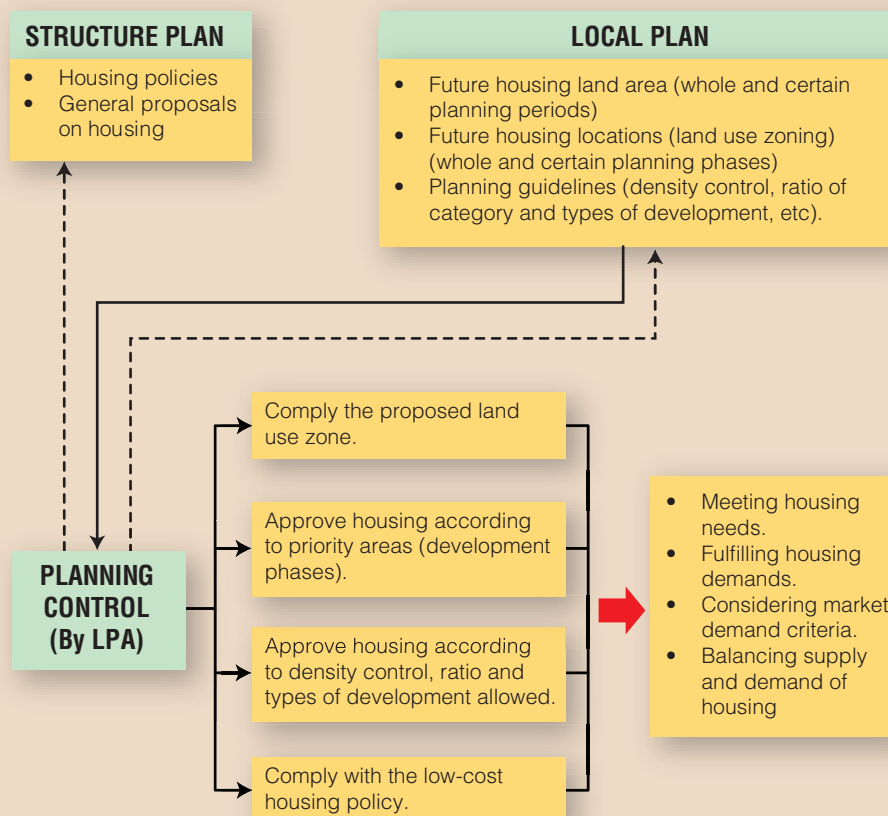 STRUCTURE PLAN
• Housing policies
• General proposals
on housing
LOCAL PLAN
• Future housing land area (whole and certain
planning periods)
• Future housing locations (land use zoning)
(whole and certain planning phases)
• Planning guidelines (density control, ratio of
category and types of development, etc).
PLANNING
CONTROL
(By LPA)
Comply the proposed land
use zone.
Approve housing according
to priority areas (development
phases).
Approve housing according
to density control, ratio and
types of development allowed.
Comply with the low-cost
housing policy.
• Meeting housing
needs.
• Fulfilling housing
demands.
• Considering market
demand criteria.
• Balancing supply
and demand of
housing